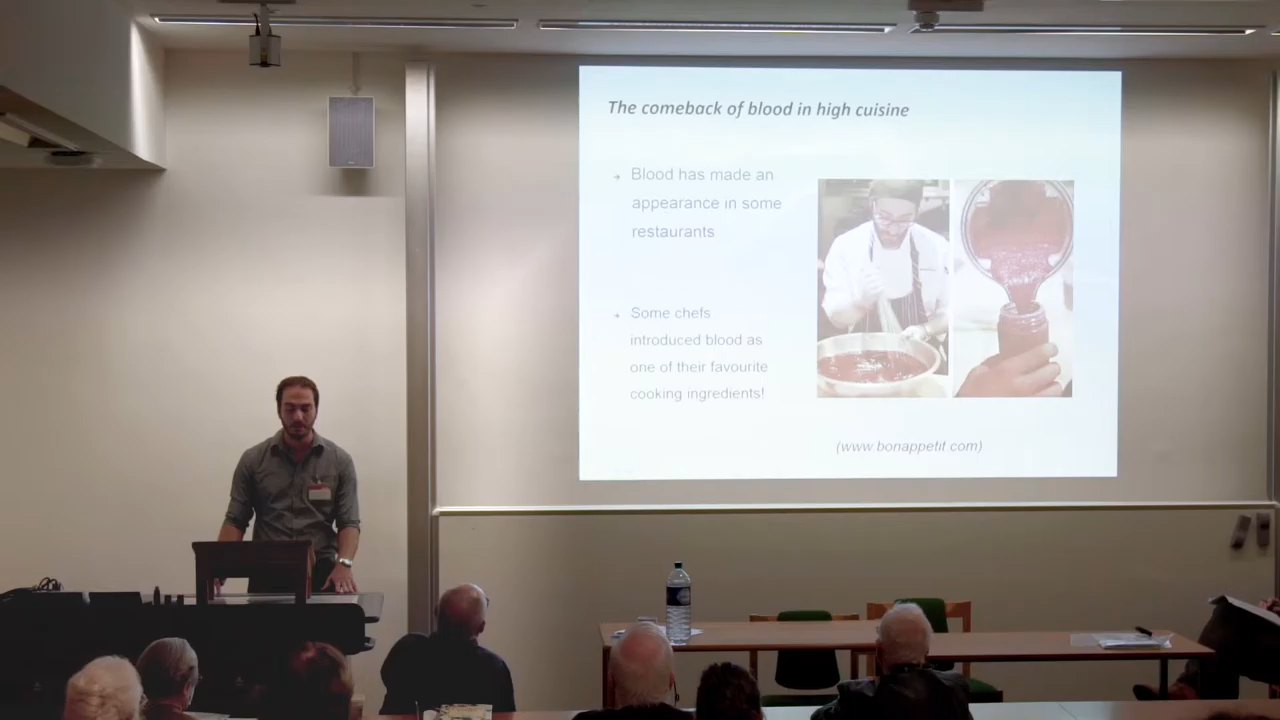 The comeback of blood in high cuisine
Blood has made an
appearance in some
restaurants
Some chefs
introduced blood as
one of their favourite
cooking ingredients!
(www bonappetit com)